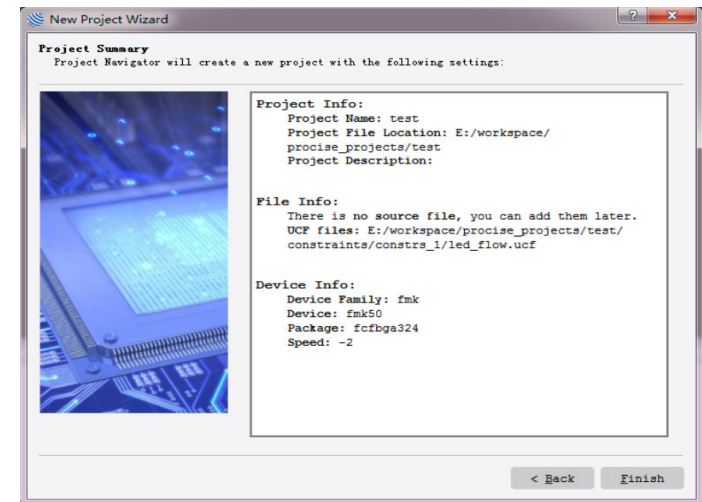 New Project Wizard
Project Summary
Project Navigator will create a new project with the following settings:
Project Info:
Project Name: test
Project File Location: E:/workspace/
procise_projects/test
Project Description:
File Info:
There is no source file, you can add them later.
UCF files: E:/workspace/procise_projects/test/
constraints/constrs_1/led_flow.ucf
Device Info:
Device Family: fmk
Device: fmk50
Package: fcfbga324
Speed: -2
< Back
Finish